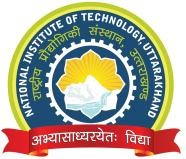 NATIONAL INSTITUTE OF TECHNOLOGY, UTTARAKHAND
राष्ट्रीय प्रौद्योगिकी संस्थान, उत्तराखण्ड
अभ्यासाध्यरयेतः विद्या